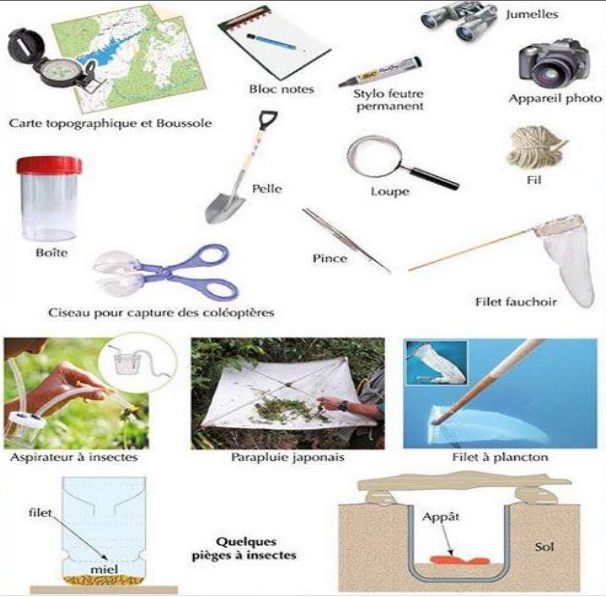 Jumelles
Bloc notes
Stylo feutre
permanent
Appareil photo
Carte topographique et Boussole
Pelle
Loupe
Fil
Boîte
Pince
Filet fauchoir
Ciseau pour capture des coléoptères
Aspirateur à insectes
Parapluie japonais
Filet à plancton
filet
miel
Quelques
pièges à insectes
Appât
Sol